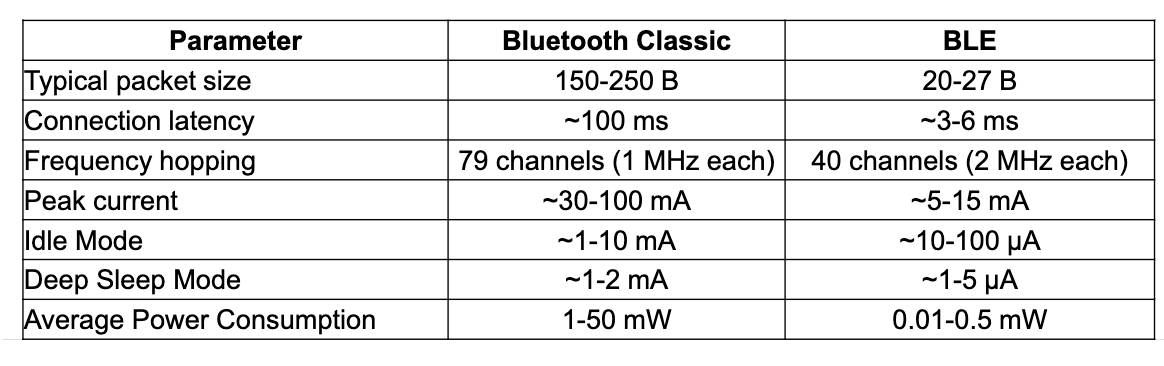 Parameter Bluetooth Classic BLE
Typical packet size 150-250 B 20-27 B
Connection latency ~100 ms ~3-6 ms
Frequency hopping 79 channels (1 MHz each) 40 channels (2 MHz each)
Peak current ~30-100 mA ~5-15 mA
Idle Mode ~1-10 mA ~10-100 µA
Deep Sleep Mode ~1-2 mA ~1-5 µA
Average Power Consumption 1-50 mW 0.01-0.5 mW